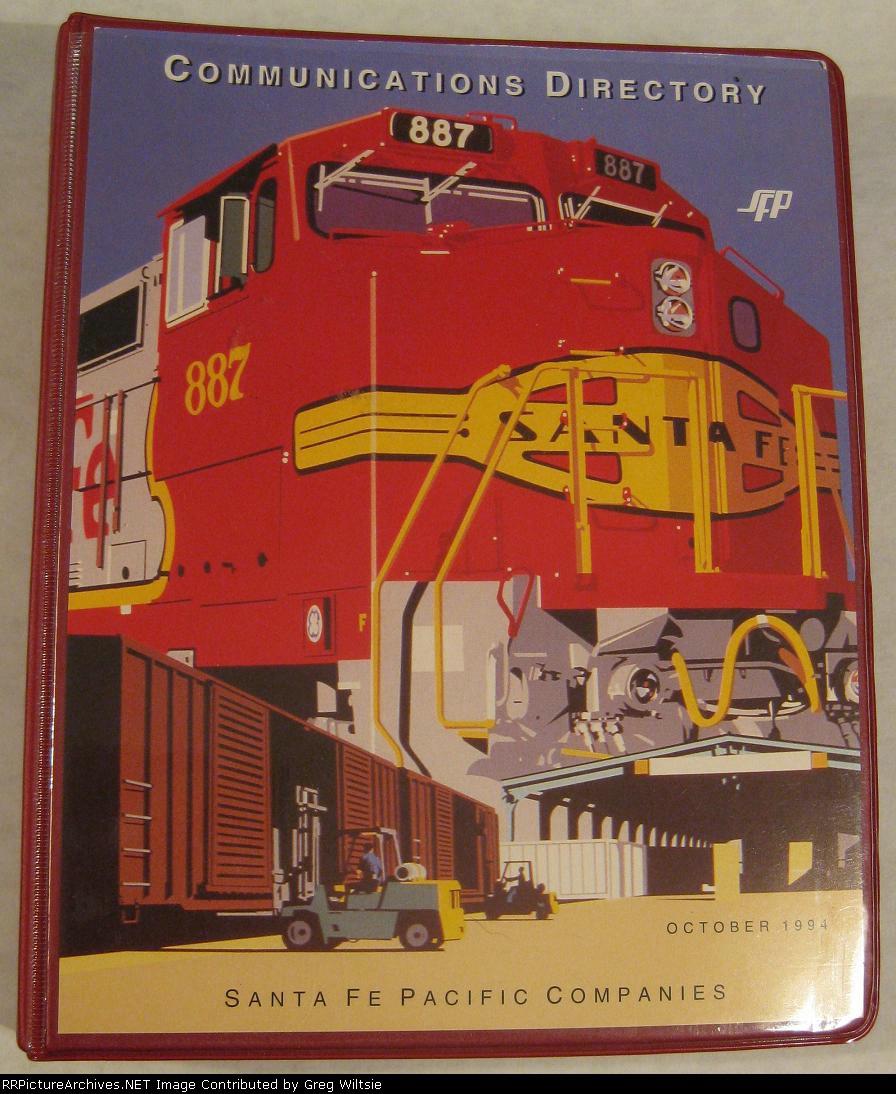 COMMUNICATIONS DIRECTORY
887
887
SFP
887
SANTA FE
Fe
F
OCTOBER 1994
SANTA FE PACIFIC COMPANIES
RRPictureArchives.NET Image Contributed by Greg Wiltsie